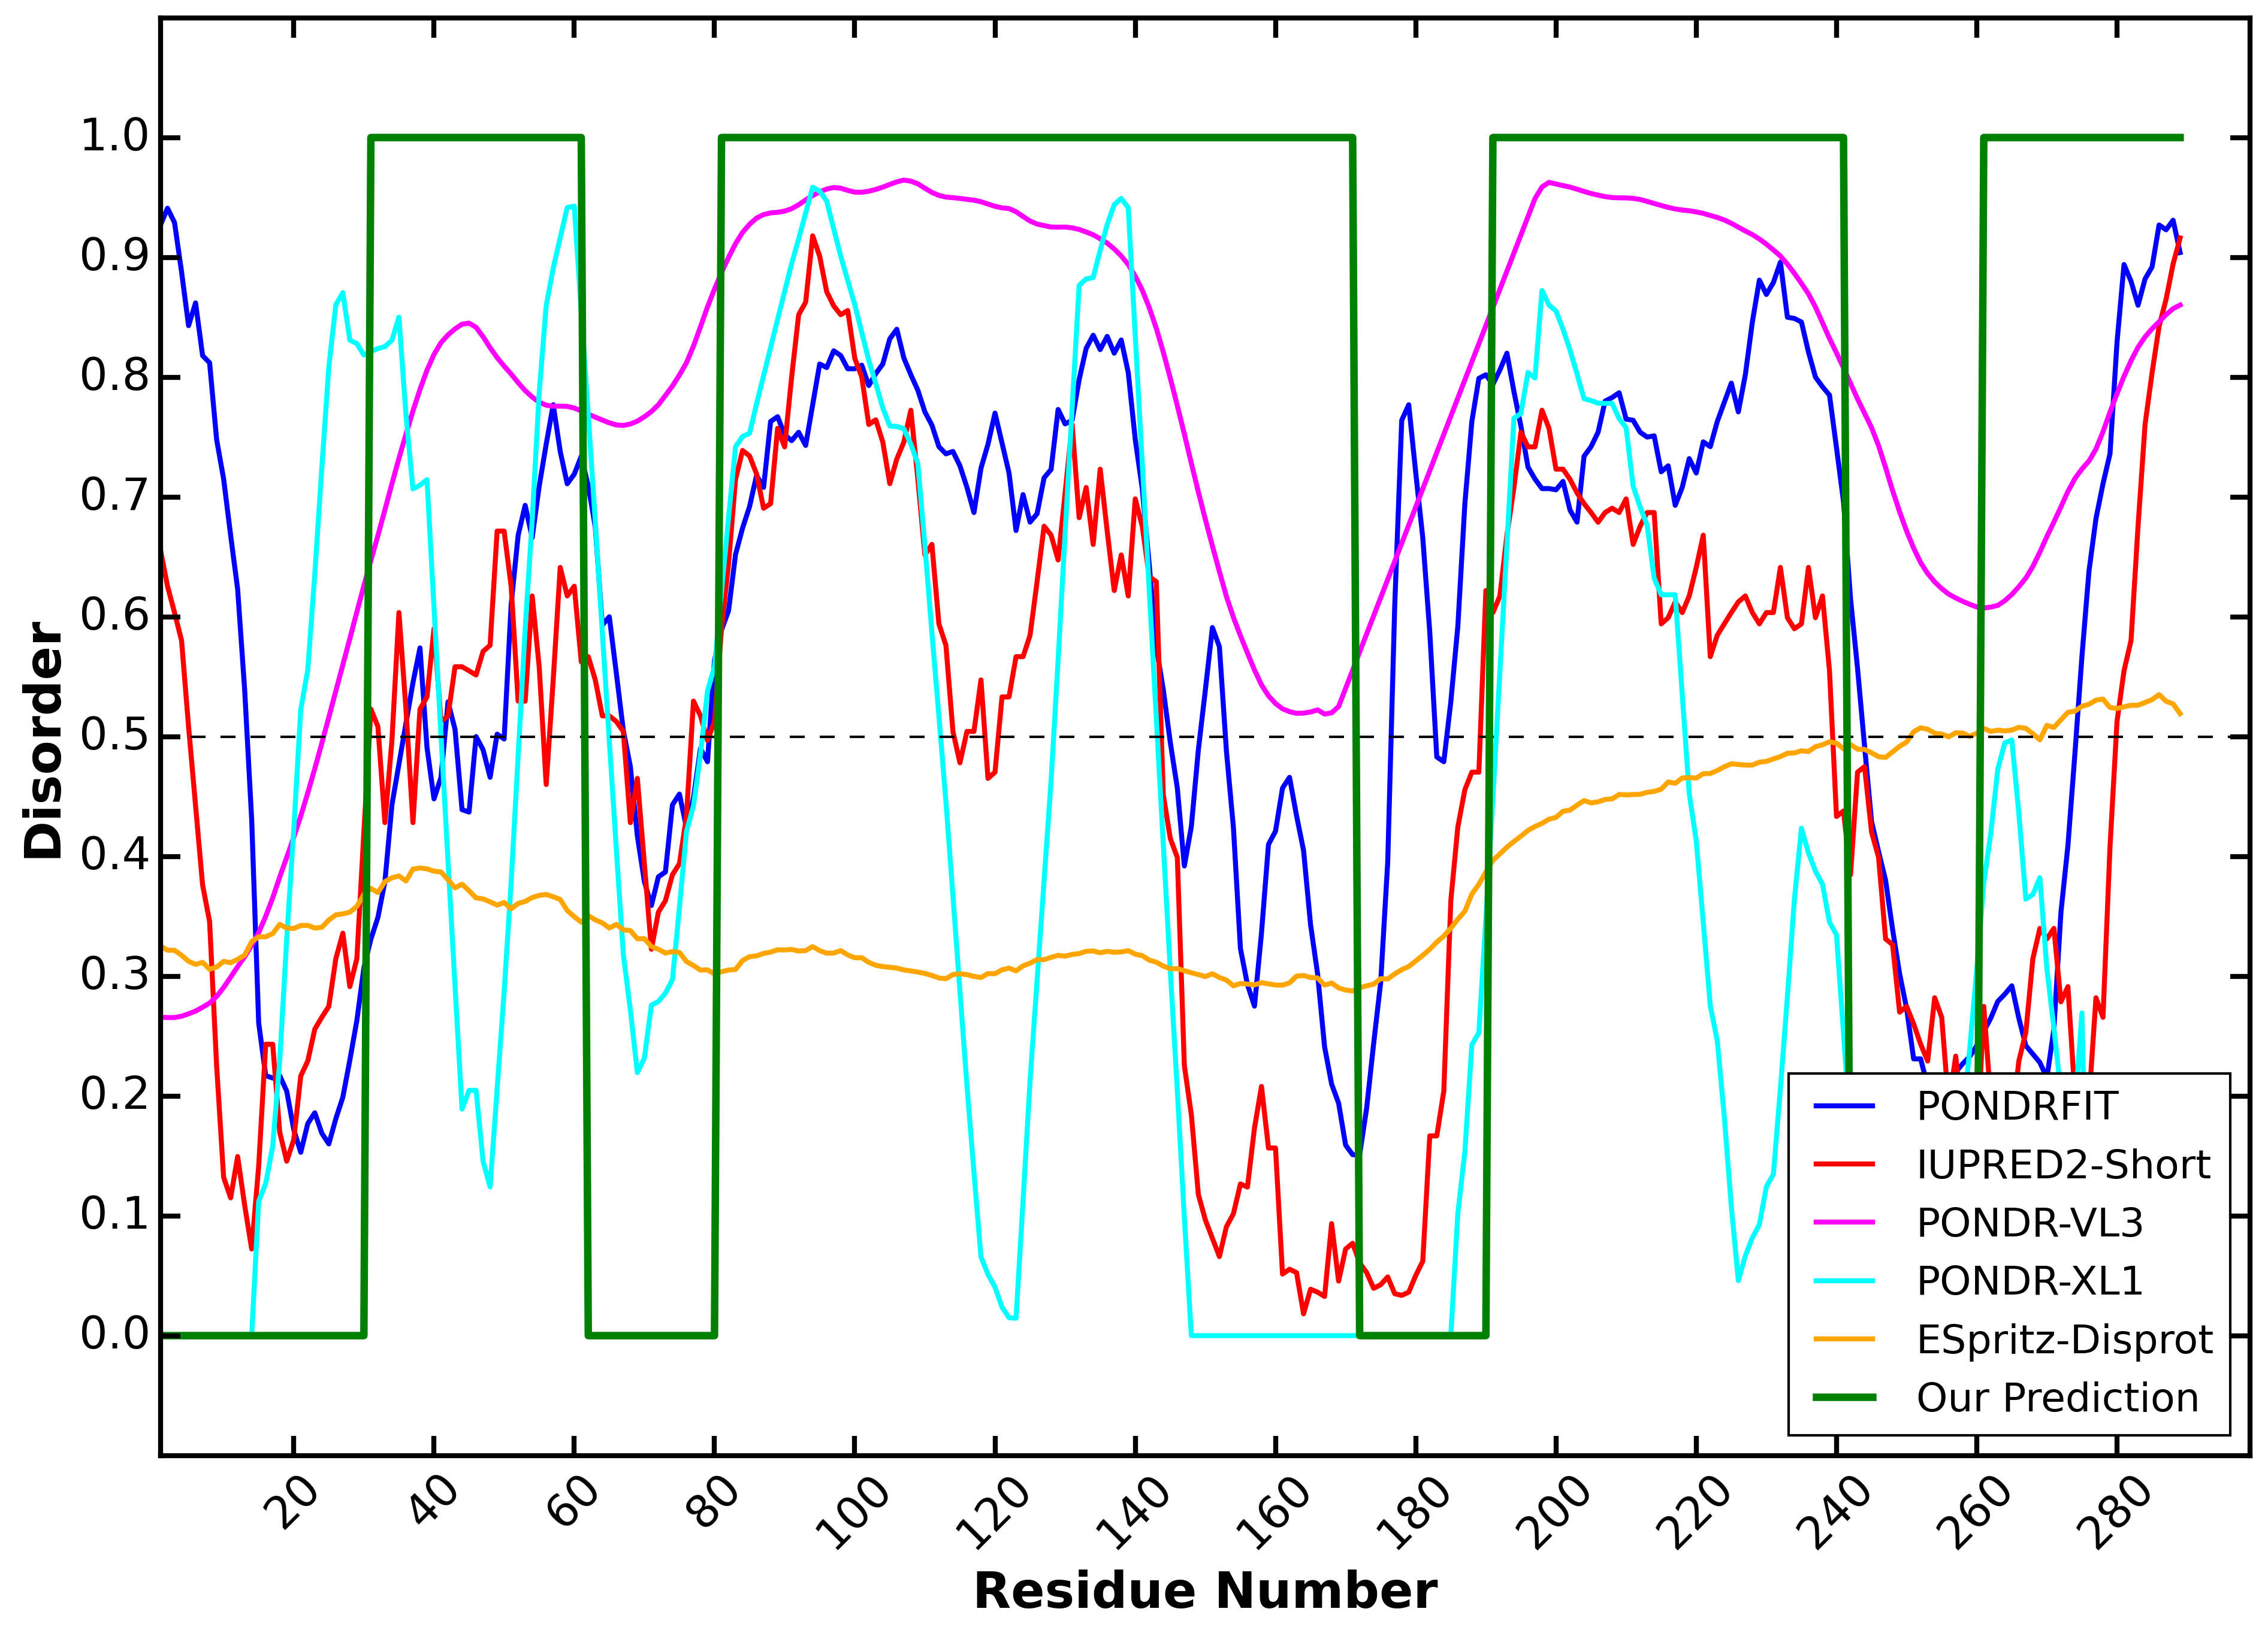 1.0
0.9
0.8
0.7
0.6
0.5
0.4
0.3
0.2
0.1
0.0
Disorder
PONDRFIT
IUPRED2-Short
PONDR-VL3
PONDR-XL1
ESpritz-Disprot
Our Prediction
20 40 60 80 100 120 140 160 180 200 220 240 260 280
Residue Number